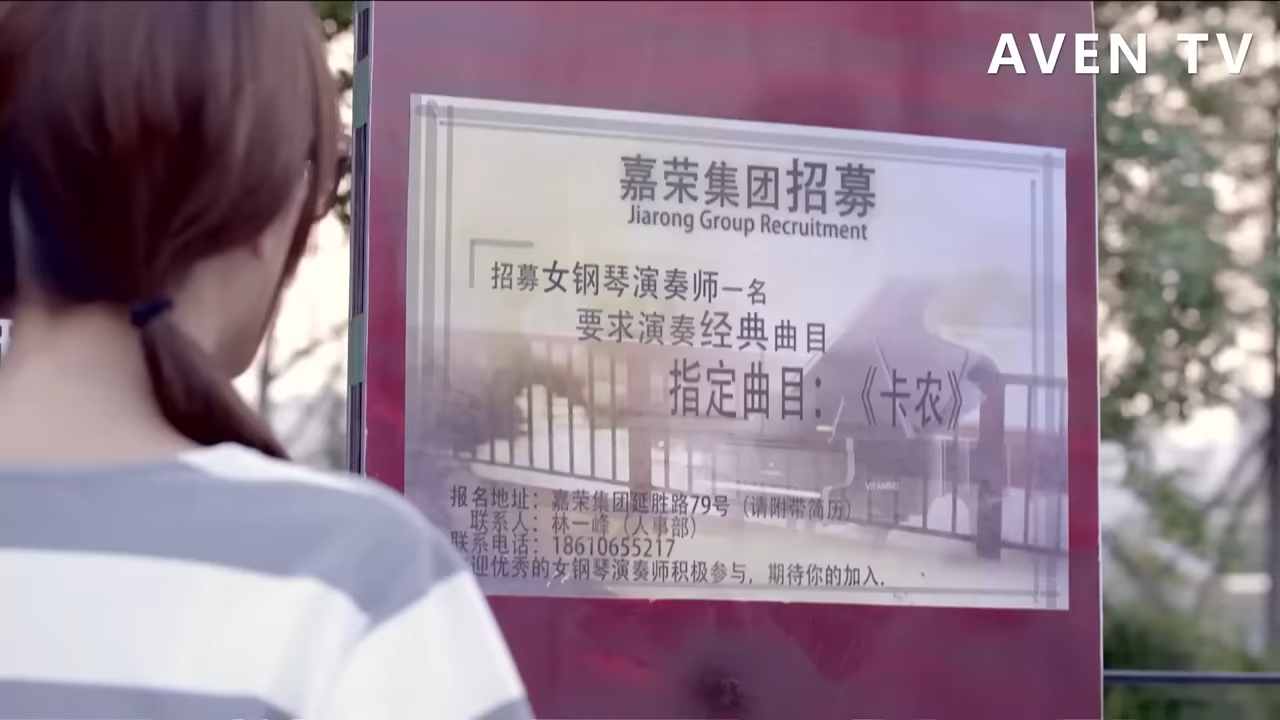 AVEN TV
嘉荣集团招募
Jiarong Group Recruitment
招募女钢琴演奏师一名
要求演奏经典曲目
指定曲目：《卡农》
报名地址：嘉荣集团延胜路79号（请附带简历）
联系人：林一峰（人事部）
联系电话：18610655217
迎优秀的女钢琴演奏师积极参与，期待你的加入.